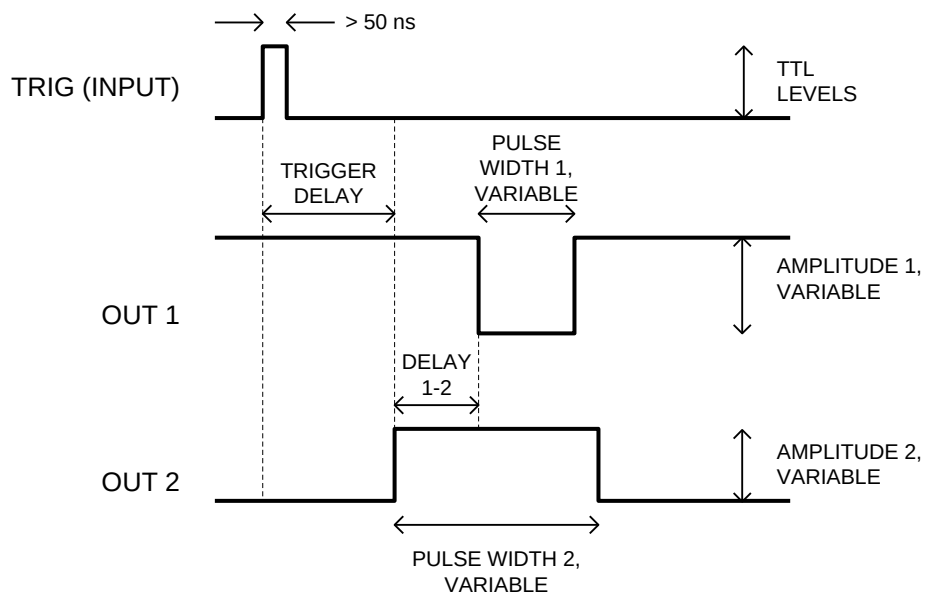 > 50 ns
TRIG (INPUT)
TTL
LEVELS
TRIGGER
DELAY
PULSE
WIDTH 1,
VARIABLE
OUT 1
AMPLITUDE 1,
VARIABLE
DELAY
1-2
OUT 2
AMPLITUDE 2,
VARIABLE
PULSE WIDTH 2,
VARIABLE